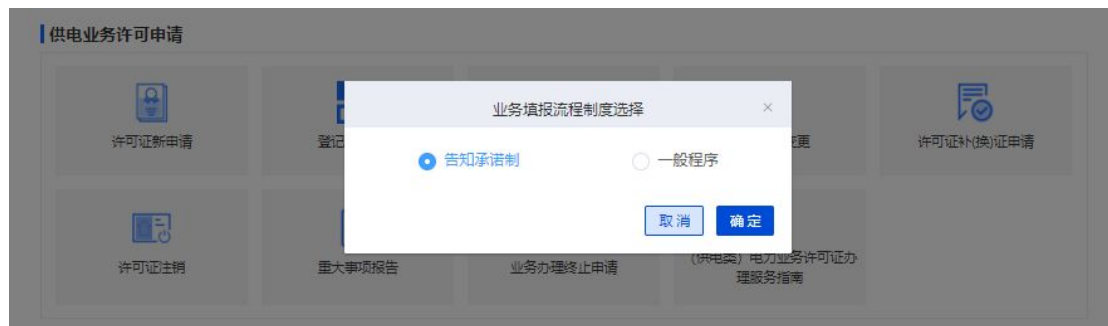 供电业务许可申请
业务填报流程制度选择
许可证新申请
登记
变更
许可证补(换)证申请
告知承诺制
一般程序
取消
确定
许可证注销
重大事项报告
业务办理终止申请
(供电类)电力业务许可证办
理服务指南